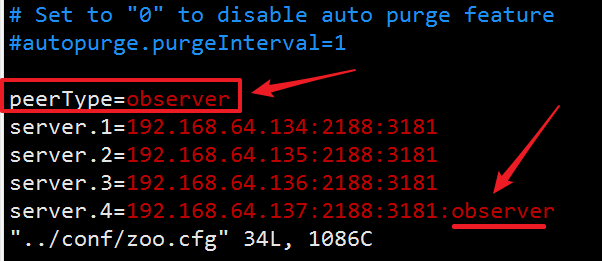 # Set to "0" to disable auto purge feature
#autopurge.purgeInterval=1
peerType=observer
server.1=192.168.64.134:2188:3181
server.2=192.168.64.135:2188:3181
server.3=192.168.64.136:2188:3181
server.4=192.168.64.137:2188:3181:observer
"../conf/zoo.cfg" 34L, 1086C